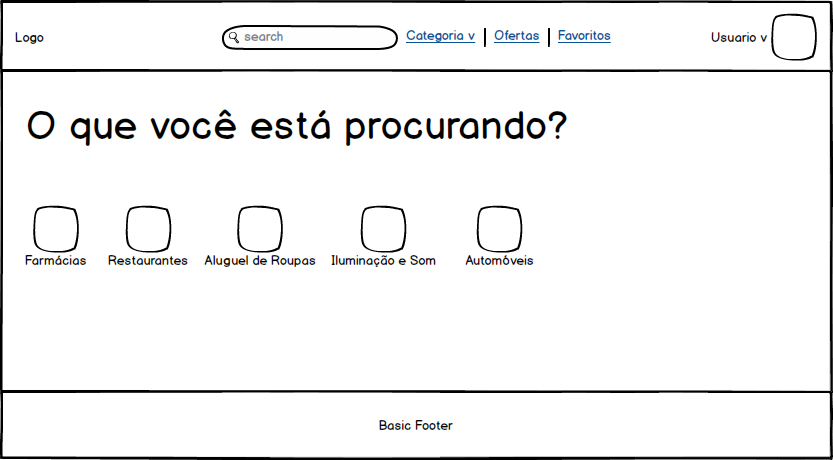 Logo
search
Categoria v
Ofertas
Favoritos
Usuario v
O que você está procurando?
Farmácias
Restaurantes
Aluguel de Roupas
Iluminação e Som
Automóveis
Basic Footer